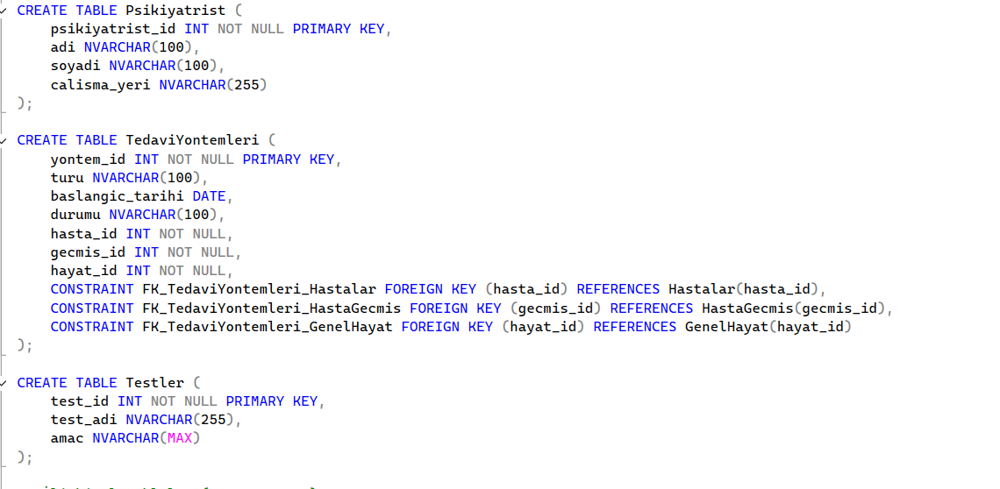 CREATE TABLE Psikiyatrist (
psikiyatrist_id INT NOT NULL PRIMARY KEY,
adi NVARCHAR(100),
soyadi NVARCHAR(100),
calisma_yeri NVARCHAR(255)
);
CREATE TABLE TedaviYontemleri (
yontem_id INT NOT NULL PRIMARY KEY,
turu NVARCHAR(100),
baslangic_tarihi DATE,
durumu NVARCHAR(100),
hasta_id INT NOT NULL,
gecmis_id INT NOT NULL,
hayat_id INT NOT NULL,
CONSTRAINT FK_TedaviYontemleri_Hastalar FOREIGN KEY (hasta_id) REFERENCES Hastalar(hasta_id),
CONSTRAINT FK_TedaviYontemleri_HastaGecmis FOREIGN KEY (gecmis_id) REFERENCES HastaGecmis(gecmis_id),
CONSTRAINT FK_TedaviYontemleri_GenelHayat FOREIGN KEY (hayat_id) REFERENCES GenelHayat(hayat_id)
);
CREATE TABLE Testler (
test_id INT NOT NULL PRIMARY KEY,
test_adi NVARCHAR(255),
amac NVARCHAR(MAX)
);